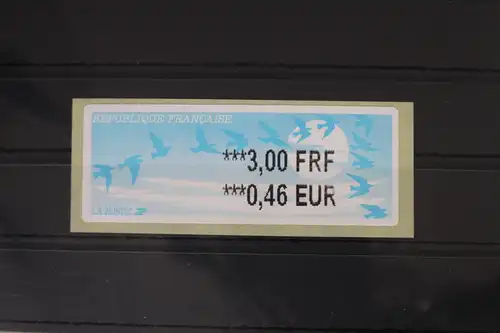 REPUBLIQUE FRANÇAISE
***3,00 FRF
***0,46 EUR
LA POSTE